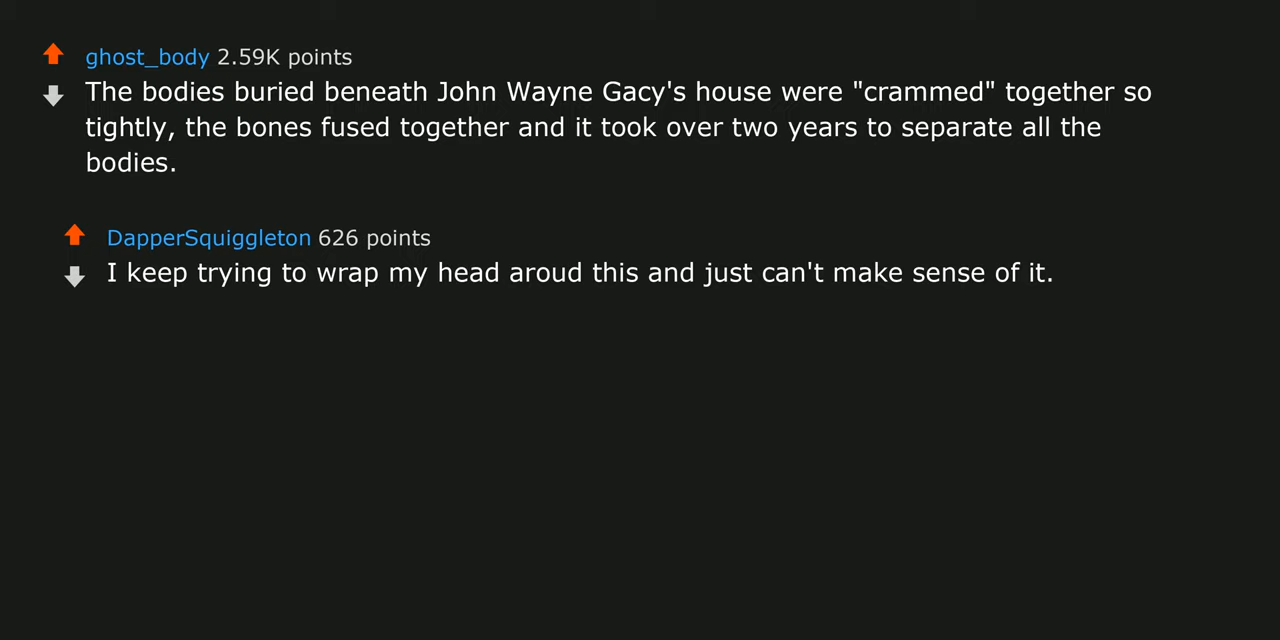 ghost_body 2.59K points
The bodies buried beneath John Wayne Gacy's house were "crammed" together so
tightly, the bones fused together and it took over two years to separate all the
bodies.
DapperSquiggleton 626 points
I keep trying to wrap my head aroud this and just can't make sense of it.